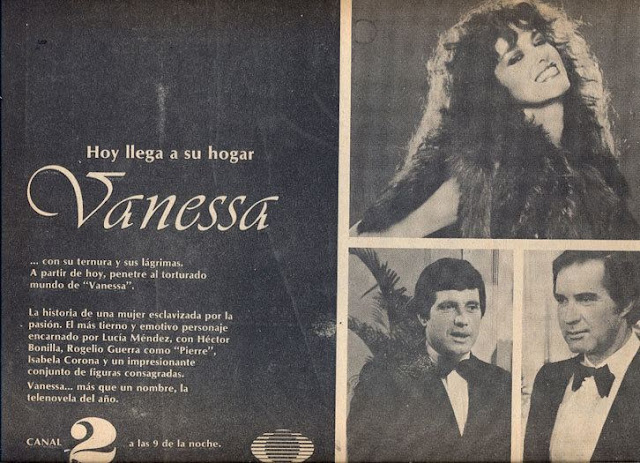 Hoy llega a su hogar
Vanessa
... con su ternura y sus lágrimas.
A partir de hoy, penetre al torturado
mundo de "Vanessa".
La historia de una mujer esclavizada por la
pasión. El más tierno y emotivo personaje
encarnado por Lucía Méndez, con Héctor
Bonilla, Rogelio Guerra como "Pierre",
Isabela Corona y un impresionante
conjunto de figuras consagradas.
Vanessa... más que un nombre, la
telenovela del año.
CANAL 2 a las 9 de la noche.